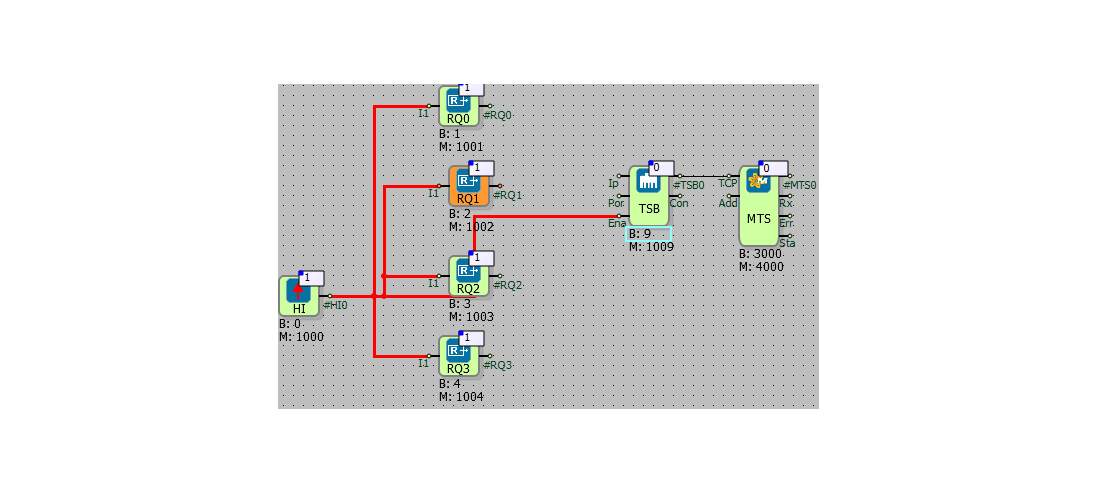 1
I1
RQ0
#RQ0
B: 1
M: 1001
1
I1
RQ1
#RQ1
B: 2
M: 1002
0
Ip
#TSB0
Por
Con
TSB
Ena
B: 9
M: 1009
0
TCP
#MTS0
Add
Rx
MTS
Err
Sta
B: 3000
M: 4000
1
I1
RQ2
#RQ2
B: 3
M: 1003
1
HI
#HI0
B: 0
M: 1000
1
I1
RQ3
#RQ3
B: 4
M: 1004